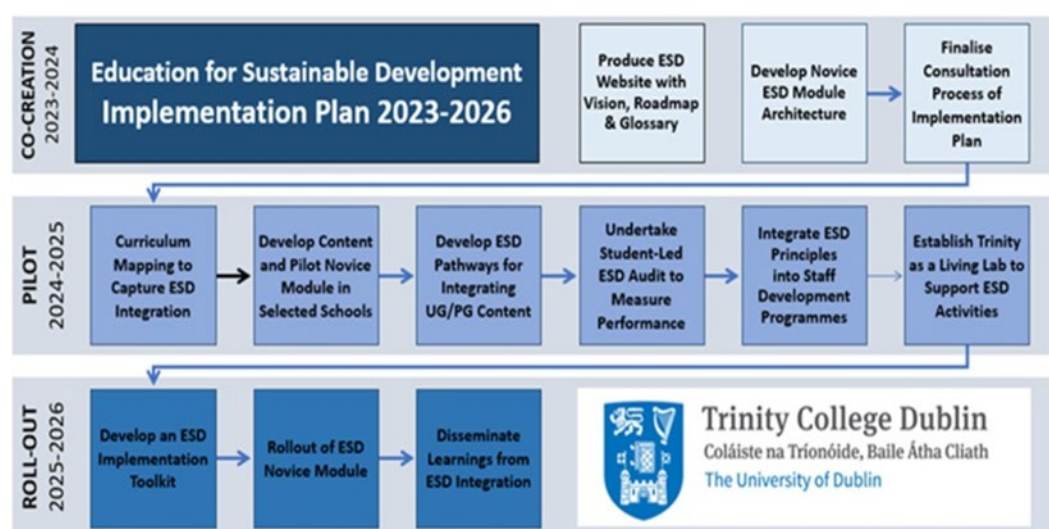 CO-CREATION
2023-2024
Education for Sustainable Development
Implementation Plan 2023-2026
Produce ESD
Website with
Vision, Roadmap
& Glossary
Develop Novice
ESD Module
Architecture
Finalise
Consultation
Process of
Implementation
Plan
PILOT
2024-2025
Curriculum
Mapping to
Capture ESD
Integration
Develop Content
and Pilot Novice
Module in
Selected Schools
Develop ESD
Pathways for
Integrating
UG/PG Content
Undertake
Student-Led
ESD Audit to
Measure
Performance
Integrate ESD
Principles
into Staff
Development
Programmes
Establish Trinity
as a Living Lab to
Support ESD
Activities
ROLL-OUT
2025-2026
Develop an ESD
Implementation
Toolkit
Rollout of ESD
Novice Module
Disseminate
Learnings from
ESD Integration
Trinity College Dublin
Coláiste na Tríonóide, Baile Átha Cliath
The University of Dublin